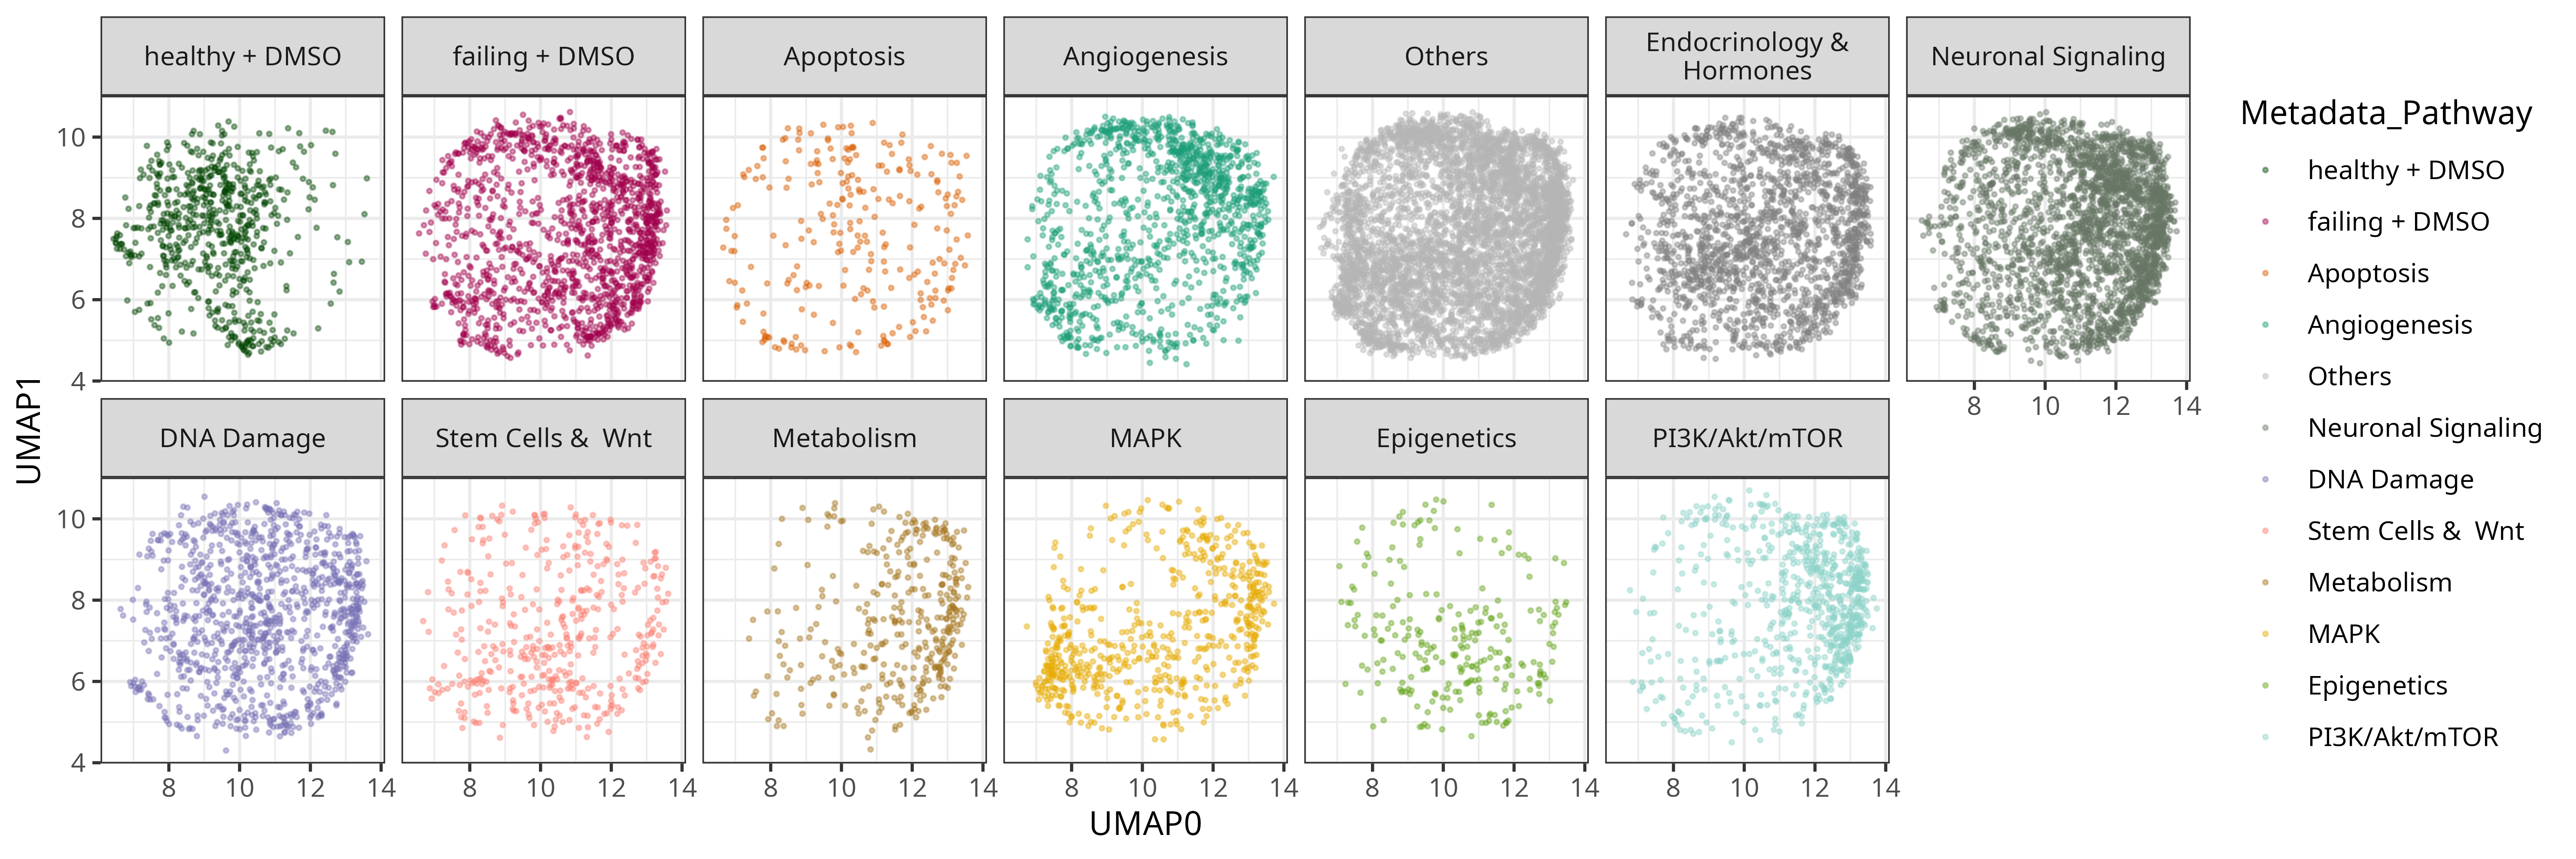 healthy + DMSO
failing + DMSO
Apoptosis
Angiogenesis
Others
Endocrinology &
Hormones
Neuronal Signaling
10
8
6
4
8
10
12
14
UMAP1
DNA Damage
Stem Cells &  Wnt
Metabolism
MAPK
Epigenetics
PI3K/Akt/mTOR
10
8
6
4
8
10
12
14
8
10
12
14
8
10
12
14
8
10
12
14
8
10
12
14
8
10
12
14
UMAP0
Metadata_Pathway
healthy + DMSO
failing + DMSO
Apoptosis
Angiogenesis
Others
Neuronal Signaling
DNA Damage
Stem Cells &  Wnt
Metabolism
MAPK
Epigenetics
PI3K/Akt/mTOR